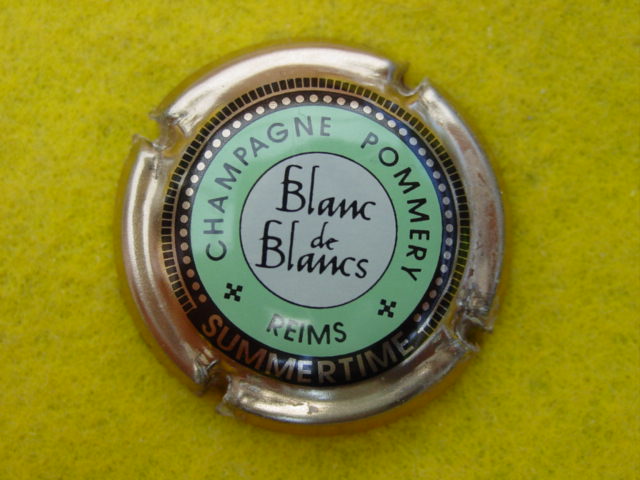 CHAMPAGNE POMMERY
Blanc
de
Blancs
REIMS
SUMMERTIME